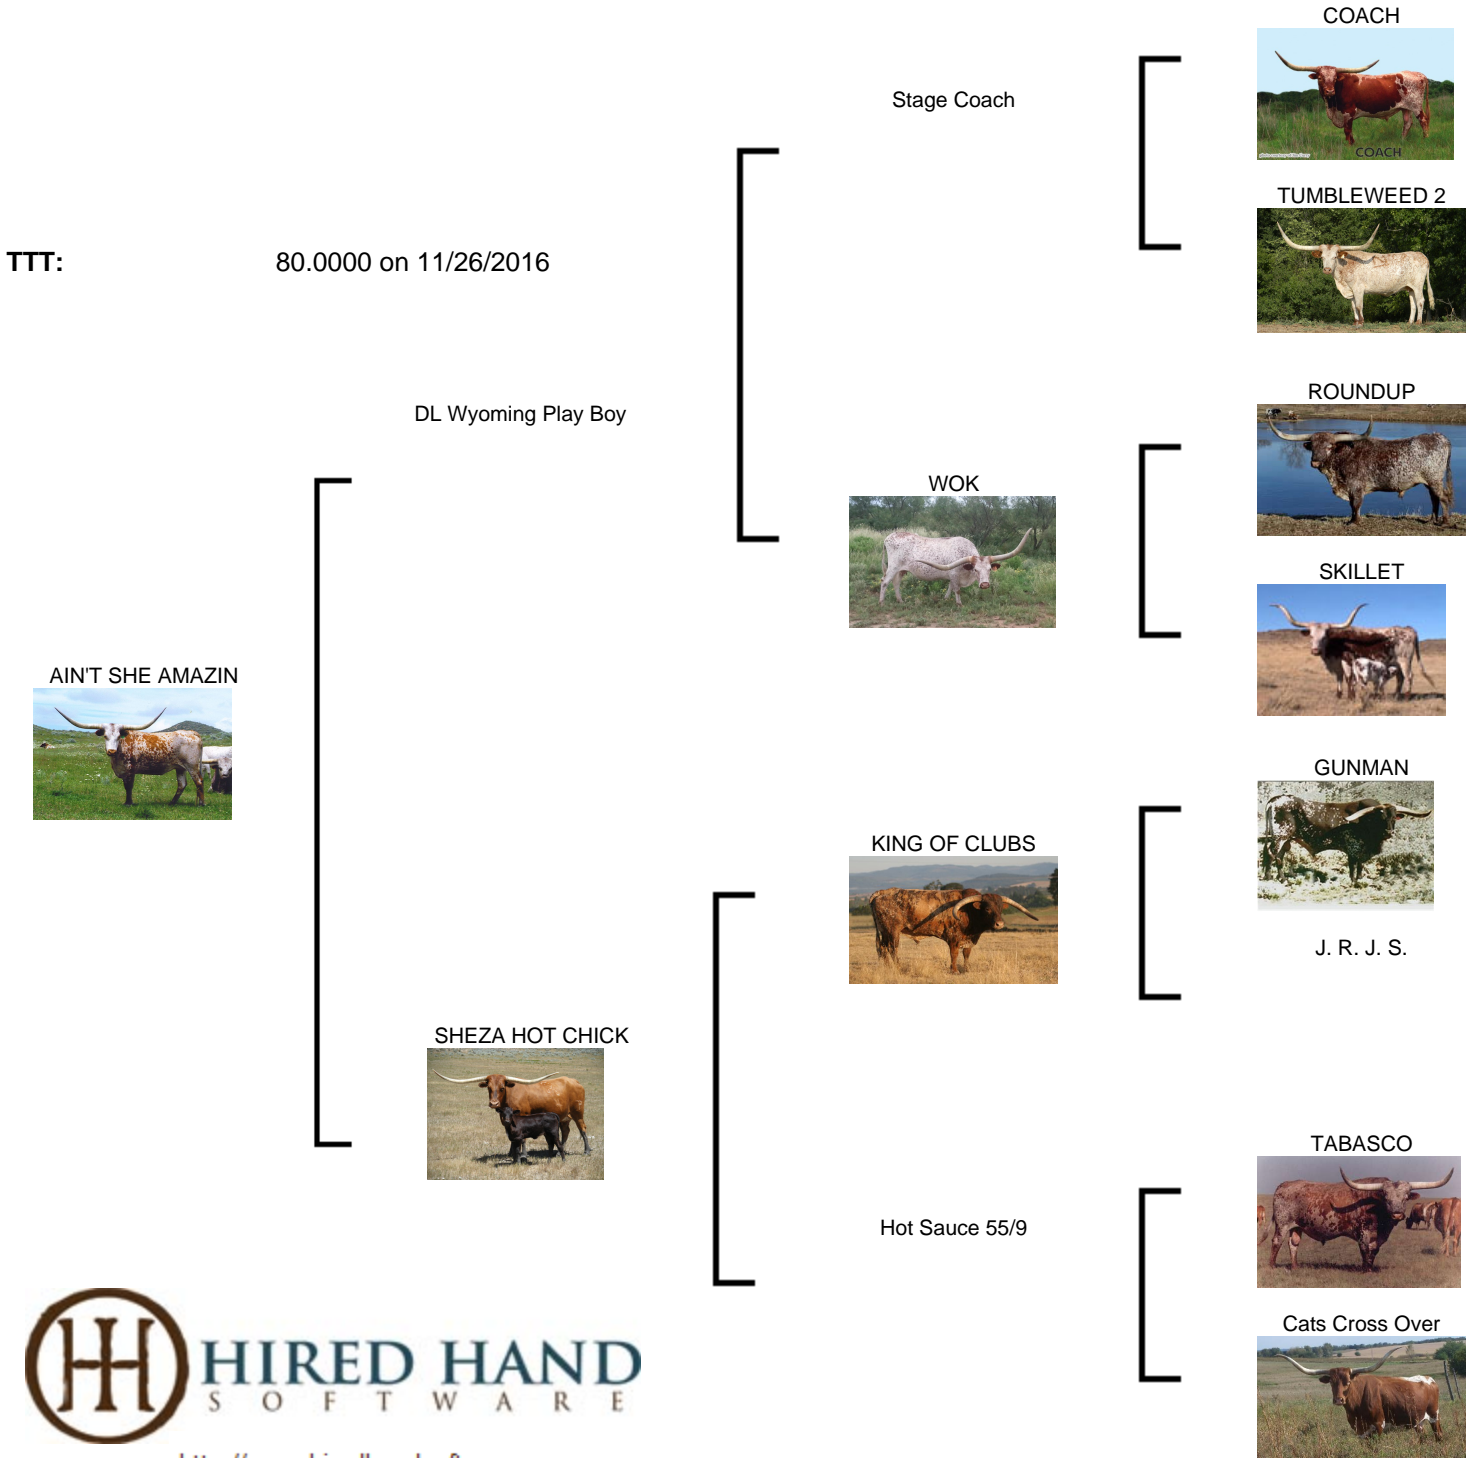 COACH
Stage Coach
COACH
TUMBLEWEED 2
TTT: 80.0000 on 11/26/2016
ROUNDUP
DL Wyoming Play Boy
WOK
SKILLET
AIN'T SHE AMAZIN
GUNMAN
KING OF CLUBS
J. R. J. S.
SHEZA HOT CHICK
TABASCO
Hot Sauce 55/9
Cats Cross Over
HIRED HAND
SOFTWARE